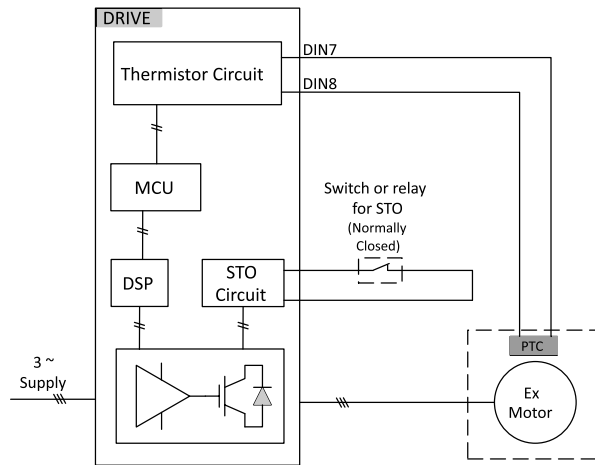 DRIVE
Thermistor Circuit
DIN7
DIN8
MCU
Switch or relay
for STO
(Normally
Closed)
DSP
STO
Circuit
3 ~
Supply
PTC
Ex
Motor